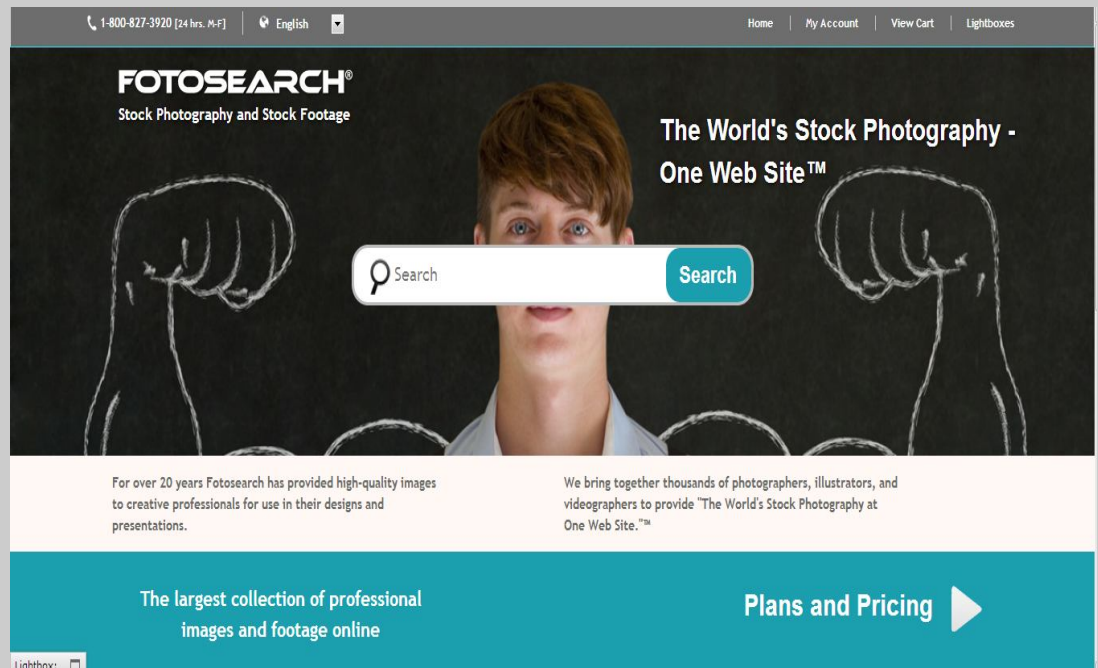 1-800-827-3920 [24 hrs. M-F] English Home My Account View Cart Lightboxes
FOTOSEARCH®
Stock Photography and Stock Footage
The World's Stock Photography -
One Web Site™
Search Search
For over 20 years Fotosearch has provided high-quality images
to creative professionals for use in their designs and
presentations.
We bring together thousands of photographers, illustrators, and
videographers to provide "The World's Stock Photography at
One Web Site."™
The largest collection of professional
images and footage online
Plans and Pricing
Lightbox: